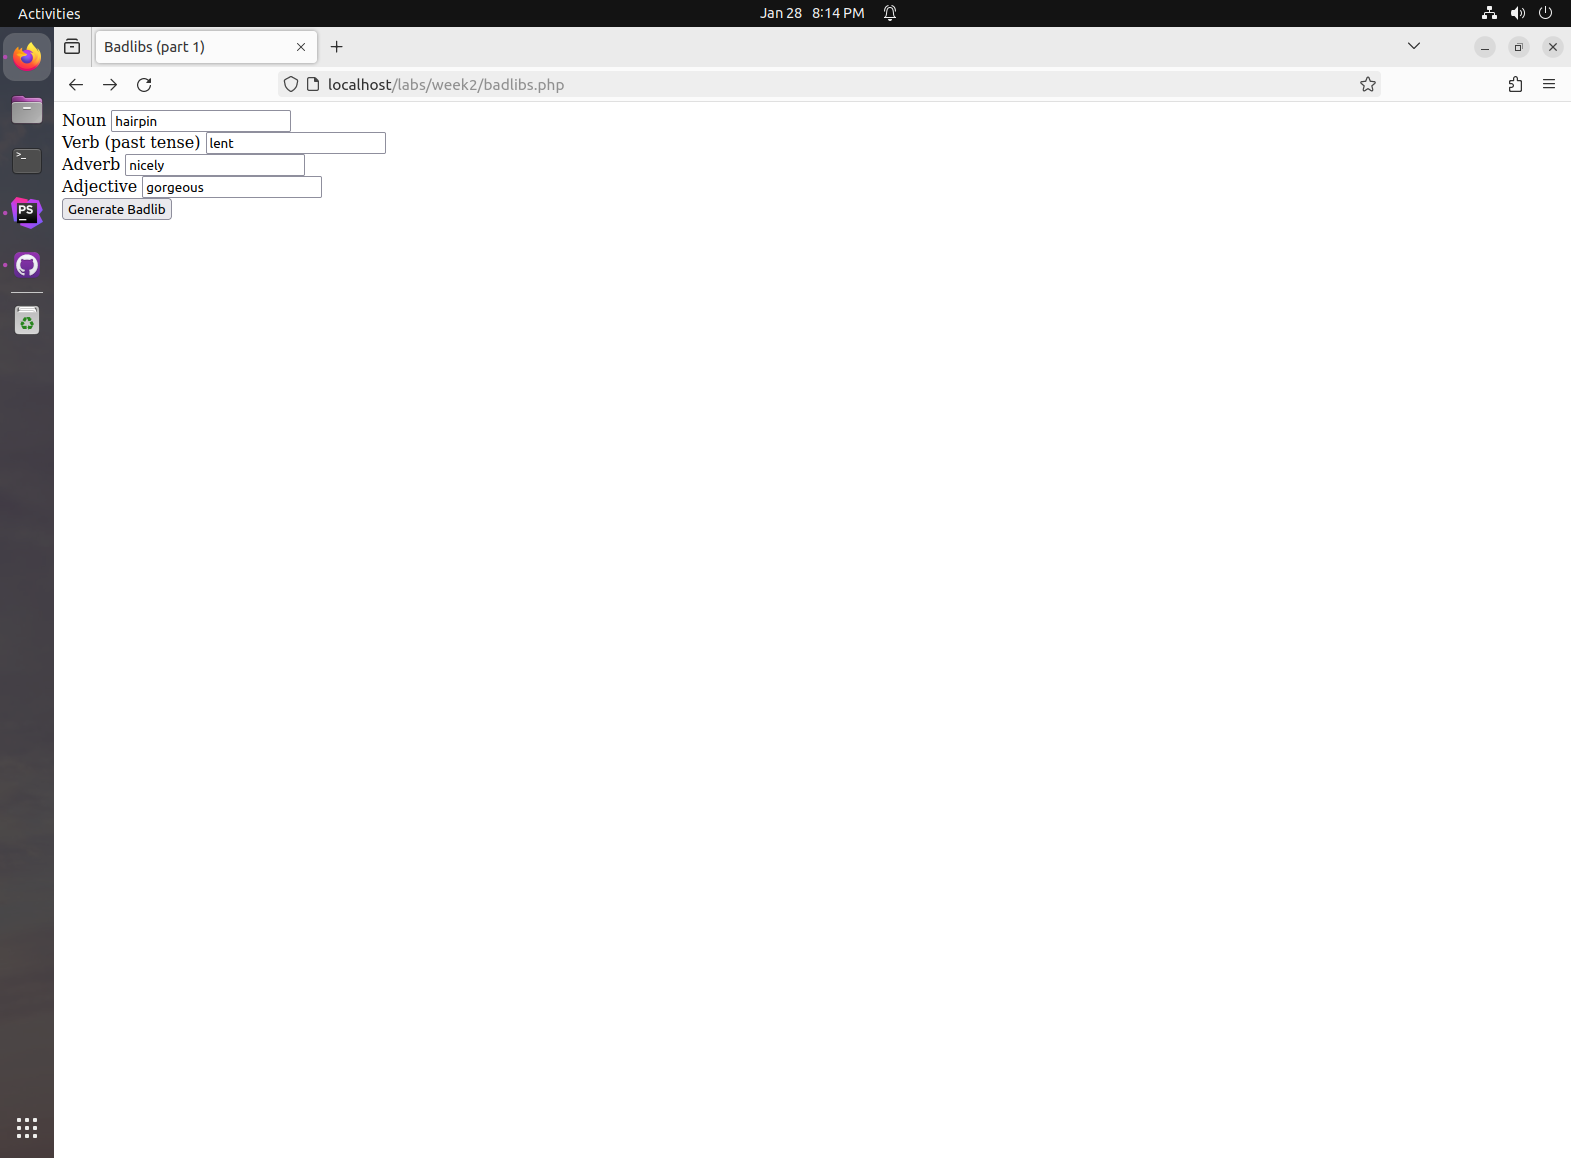 Activities
Jan 28 8:14 PM
Badlibs (part 1)
localhost/labs/week2/badlibs.php
Noun hairpin
Verb (past tense) lent
Adverb nicely
Adjective gorgeous
Generate Badlib
>_
PS